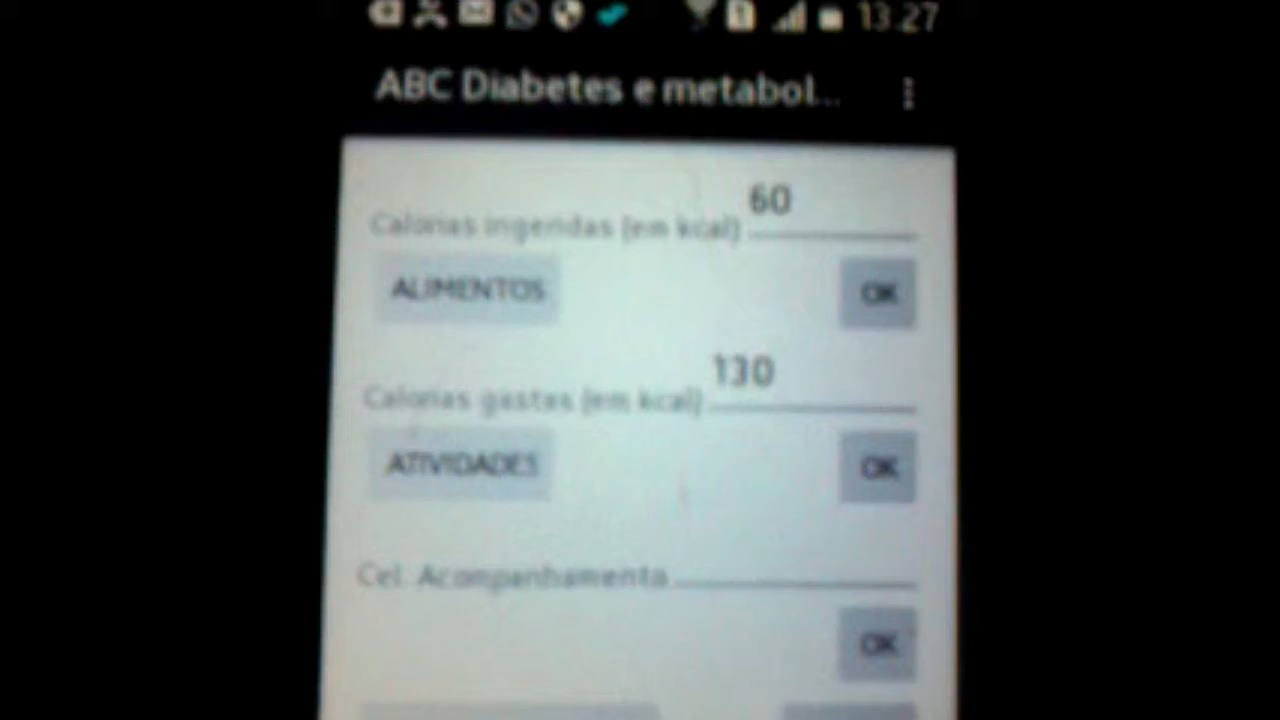 13.27
ABC Diabetes e metabol...
60
Calorias ingeridas (em kcal)
ALIMENTOS
OK
130
Calorias gastas (em kcal)
ATIVIDADES
OK
Cel. Acompanhamento
OK